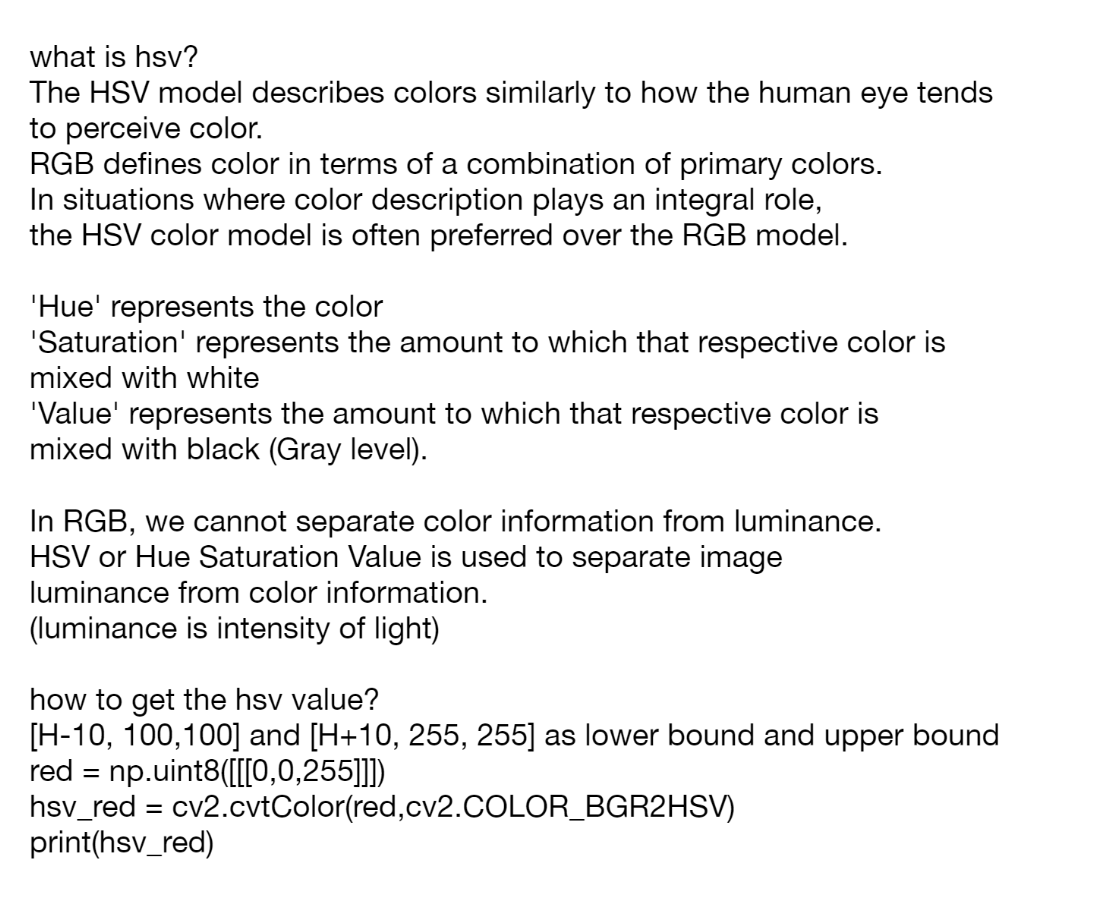 what is hsv?
The HSV model describes colors similarly to how the human eye tends
to perceive color.
RGB defines color in terms of a combination of primary colors.
In situations where color description plays an integral role,
the HSV color model is often preferred over the RGB model.
'Hue' represents the color
'Saturation' represents the amount to which that respective color is
mixed with white
'Value' represents the amount to which that respective color is
mixed with black (Gray level).
In RGB, we cannot separate color information from luminance.
HSV or Hue Saturation Value is used to separate image
luminance from color information.
(luminance is intensity of light)
how to get the hsv value?
[H-10, 100,100] and [H+10, 255, 255] as lower bound and upper bound
red = np.uint8([[[0,0,255]]])
hsv_red = cv2.cvtColor(red,cv2.COLOR_BGR2HSV)
print(hsv_red)